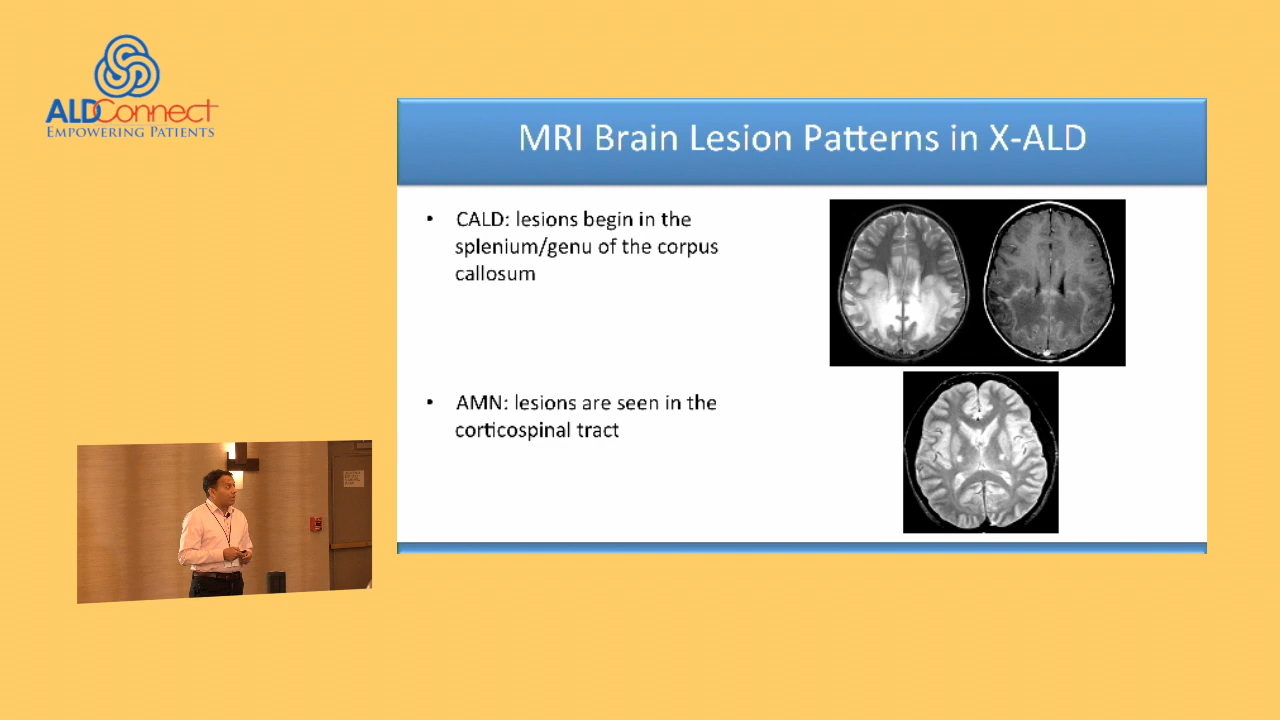 ALDConnect
EMPOWERING PATIENTS
MRI Brain Lesion Patterns in X-ALD
• CALD: lesions begin in the
splenium/genu of the corpus
callosum
• AMN: lesions are seen in the
corticospinal tract